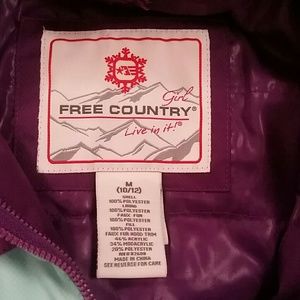 Girl
FREE COUNTRY®
Live in it!®
M
(10/12)
SHELL
100% POLYESTER
LINING
100% POLYESTER
FAUX FUR
100% POLYESTER
FILL
100% POLYESTER
FAUX FUR HOOD TRIM
46% ACRYLIC
34% MODACRYLIC
20% POLYESTER
MADE IN CHINA
SEE REVERSE FOR CARE